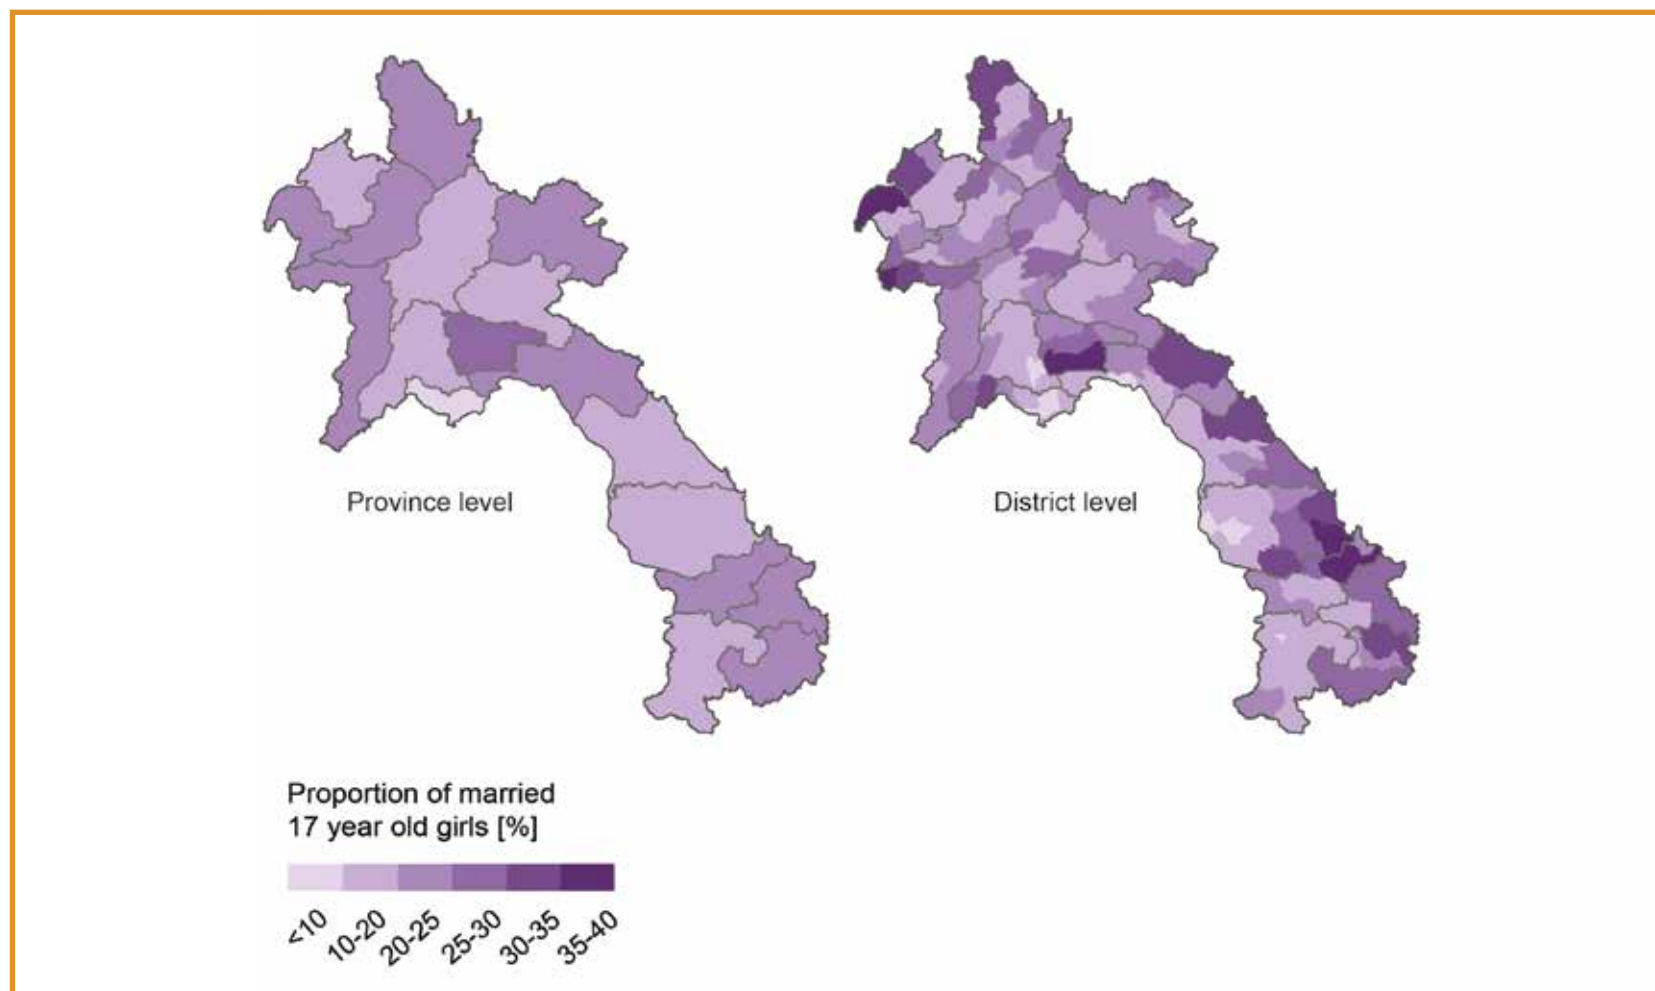 Province level
District level
Proportion of married
17 year old girls [%]
<10
10-20
20-25
25-30
30-35
35-40